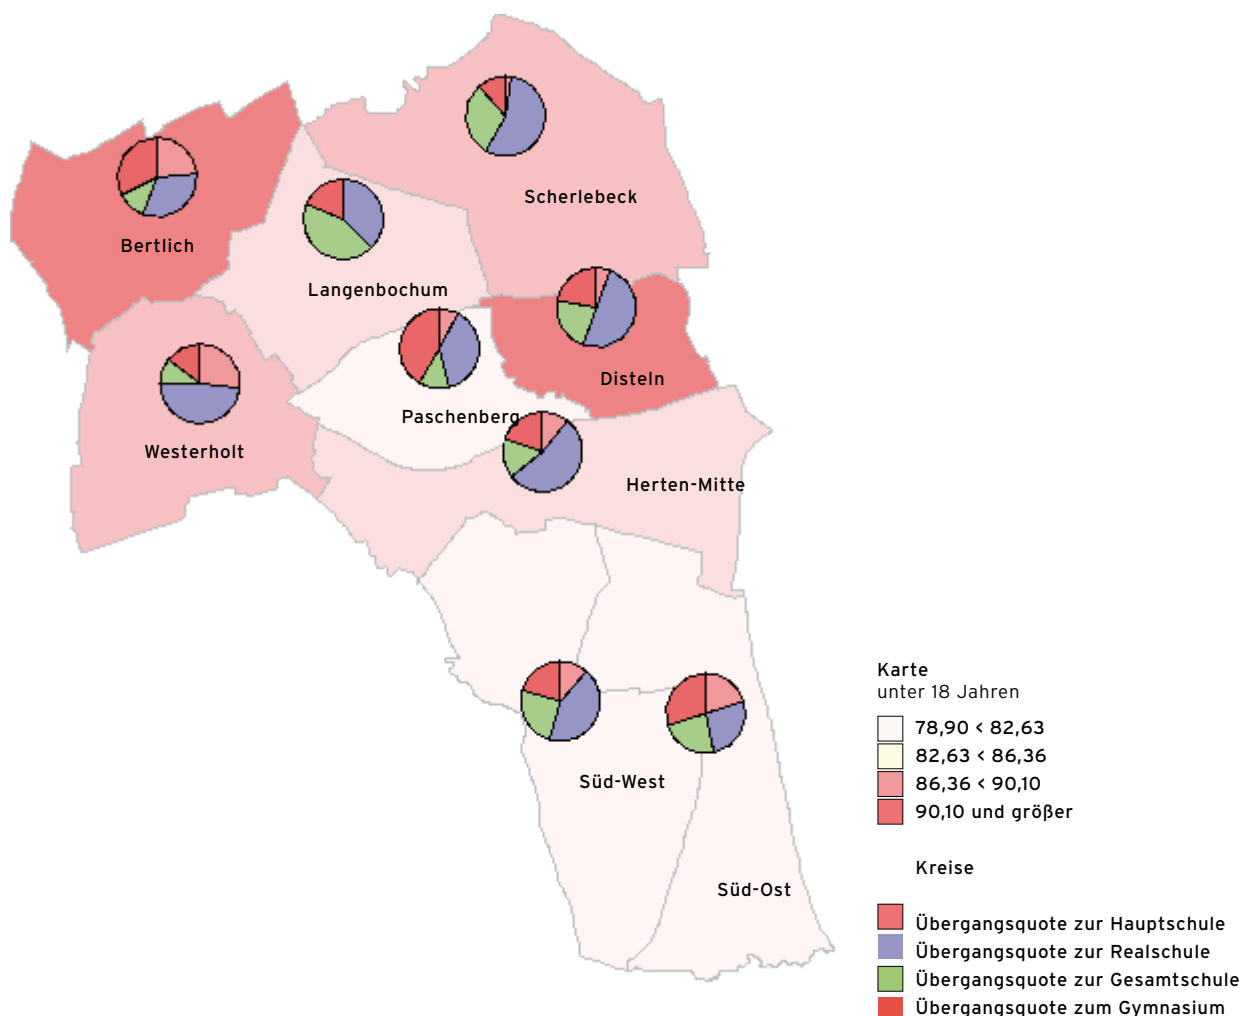 Scherlebeck
Bertlich
Langenbochum
Disteln
Paschenberg
Westerholt
Herten-Mitte
Süd-West
Süd-Ost
Karte
unter 18 Jahren
78,90 < 82,63
82,63 < 86,36
86,36 < 90,10
90,10 und größer
Kreise
Übergangsquote zur Hauptschule
Übergangsquote zur Realschule
Übergangsquote zur Gesamtschule
Übergangsquote zum Gymnasium